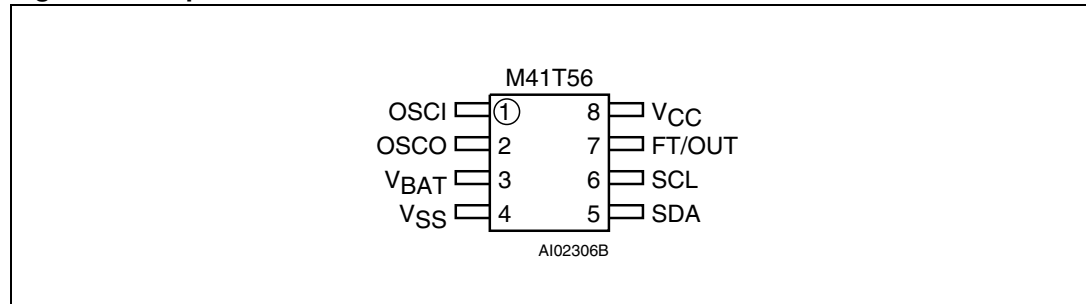 M41T56
OSCI 1 8 VCC
OSCO 2 7 FT/OUT
VBAT 3 6 SCL
VSS 4 5 SDA
AI02306B